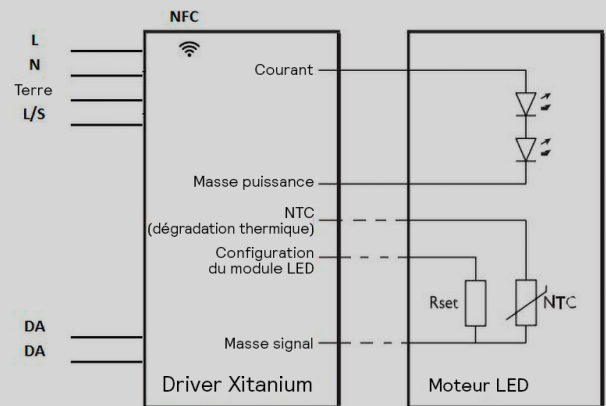 NFC
L
N
Terre
L/S
Courant
Masse puissance
NTC
(dégradation thermique)
Configuration
du module LED
Rset
NTC
DA
DA
Masse signal
Driver Xitanium
Moteur LED